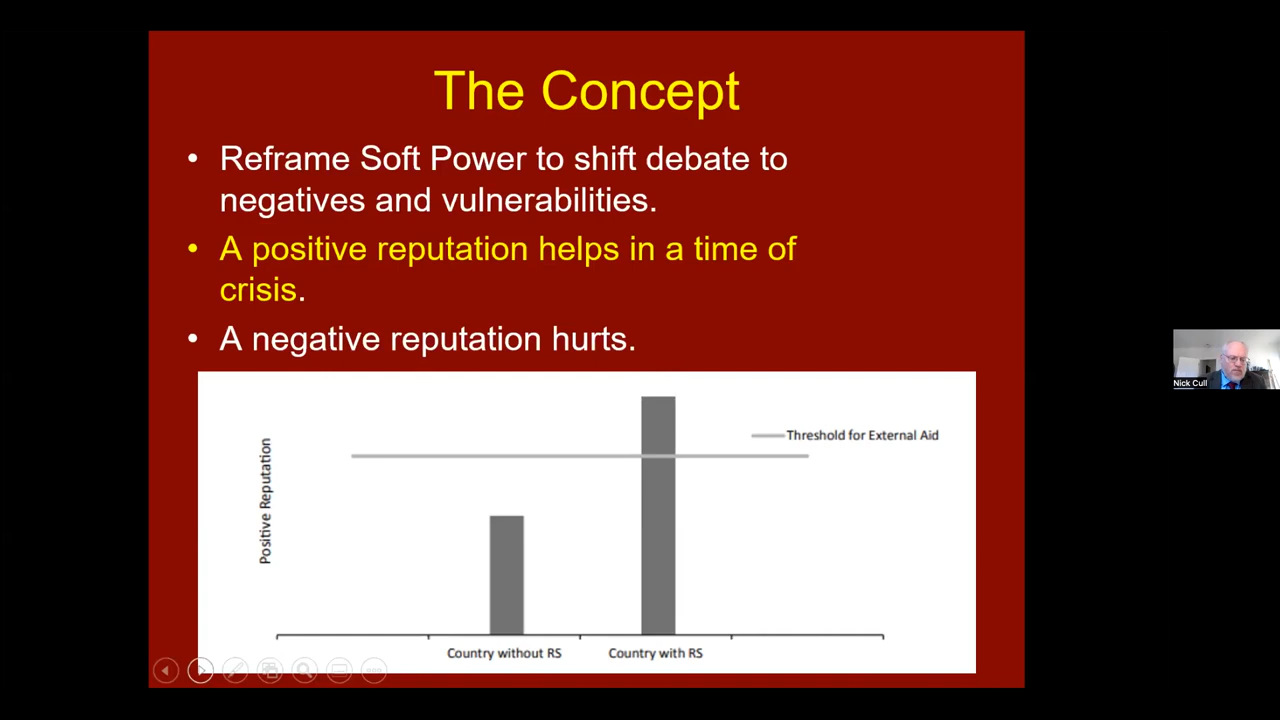 The Concept
• Reframe Soft Power to shift debate to
negatives and vulnerabilities.
• A positive reputation helps in a time of
crisis.
• A negative reputation hurts.
Threshold for External Aid
Positive Reputation
Country without RS
Country with RS
Nick Cull